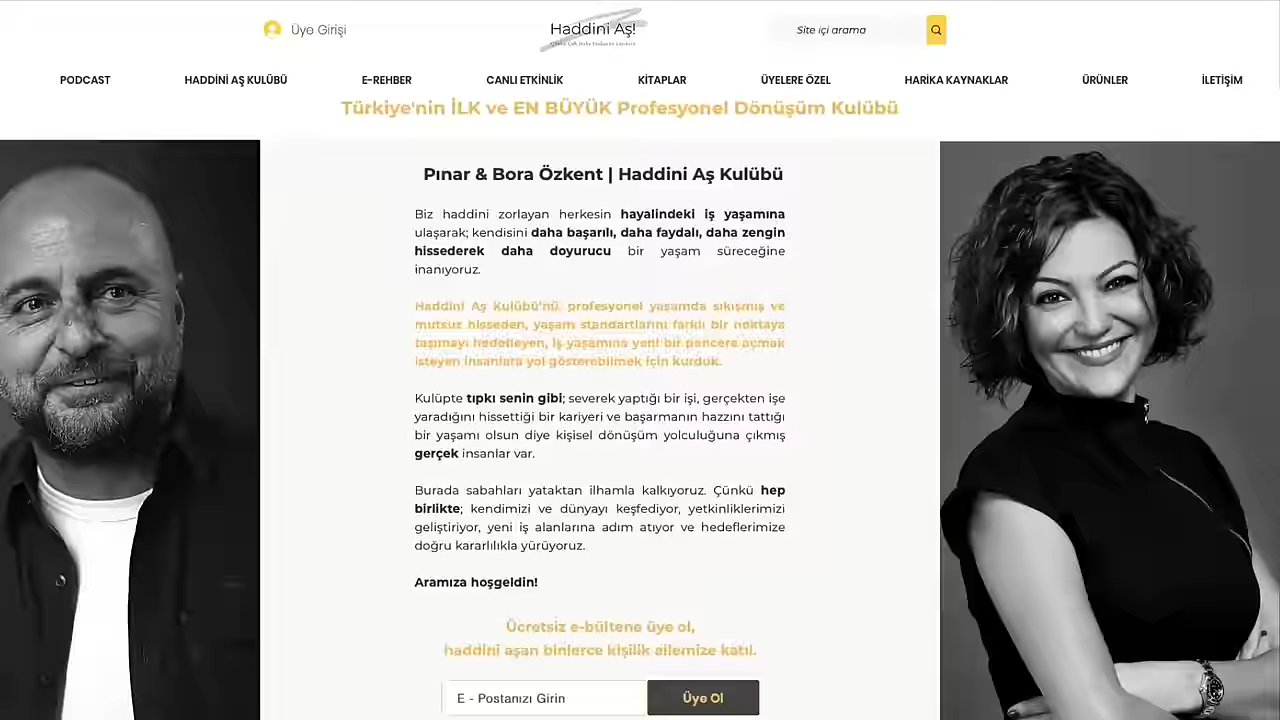 Üye Girişi
Haddini Aş!
Site içi arama
PODCAST HADDİNİ AŞ KULÜBÜ E-REHBER CANLI ETKİNLİK KİTAPLAR ÜYELERE ÖZEL HARİKA KAYNAKLAR ÜRÜNLER İLETİŞİM
Türkiye'nin İLK ve EN BÜYÜK Profesyonel Dönüşüm Kulübü
Pınar & Bora Özkent | Haddini Aş Kulübü
Biz haddini zorlayan herkesin hayalindeki iş yaşamına
ulaşarak; kendisini daha başarılı, daha faydalı, daha zengin
hissederek daha doyurucu bir yaşam süreceğine
inanıyoruz.
Haddini Aş Kulübü'nü, profesyonel yaşamda sıkışmış ve
mutsuz hisseden, yaşam standartlarını farklı bir noktaya
taşımayı hedefleyen, iş yaşamına yeni bir pencere açmak
isteyen insanlara yol gösterebilmek için kurduk.
Kulüpte tıpkı senin gibi; severek yaptığı bir işi, gerçekten işe
yaradığını hissettiği bir kariyeri ve başarmanın hazzını tattığı
bir yaşamı olsun diye kişisel dönüşüm yolculuğuna çıkmış
gerçek insanlar var.
Burada sabahları yataktan ilhamla kalkıyoruz. Çünkü hep
birlikte; kendimizi ve dünyayı keşfediyor, yetkinliklerimizi
geliştiriyor, yeni iş alanlarına adım atıyor ve hedeflerimize
doğru kararlılıkla yürüyoruz.
Aramıza hoşgeldin!
Ücretsiz e-bültene üye ol,
haddini aşan binlerce kişilik ailemize katıl.
E - Postanızı Girin
Üye Ol